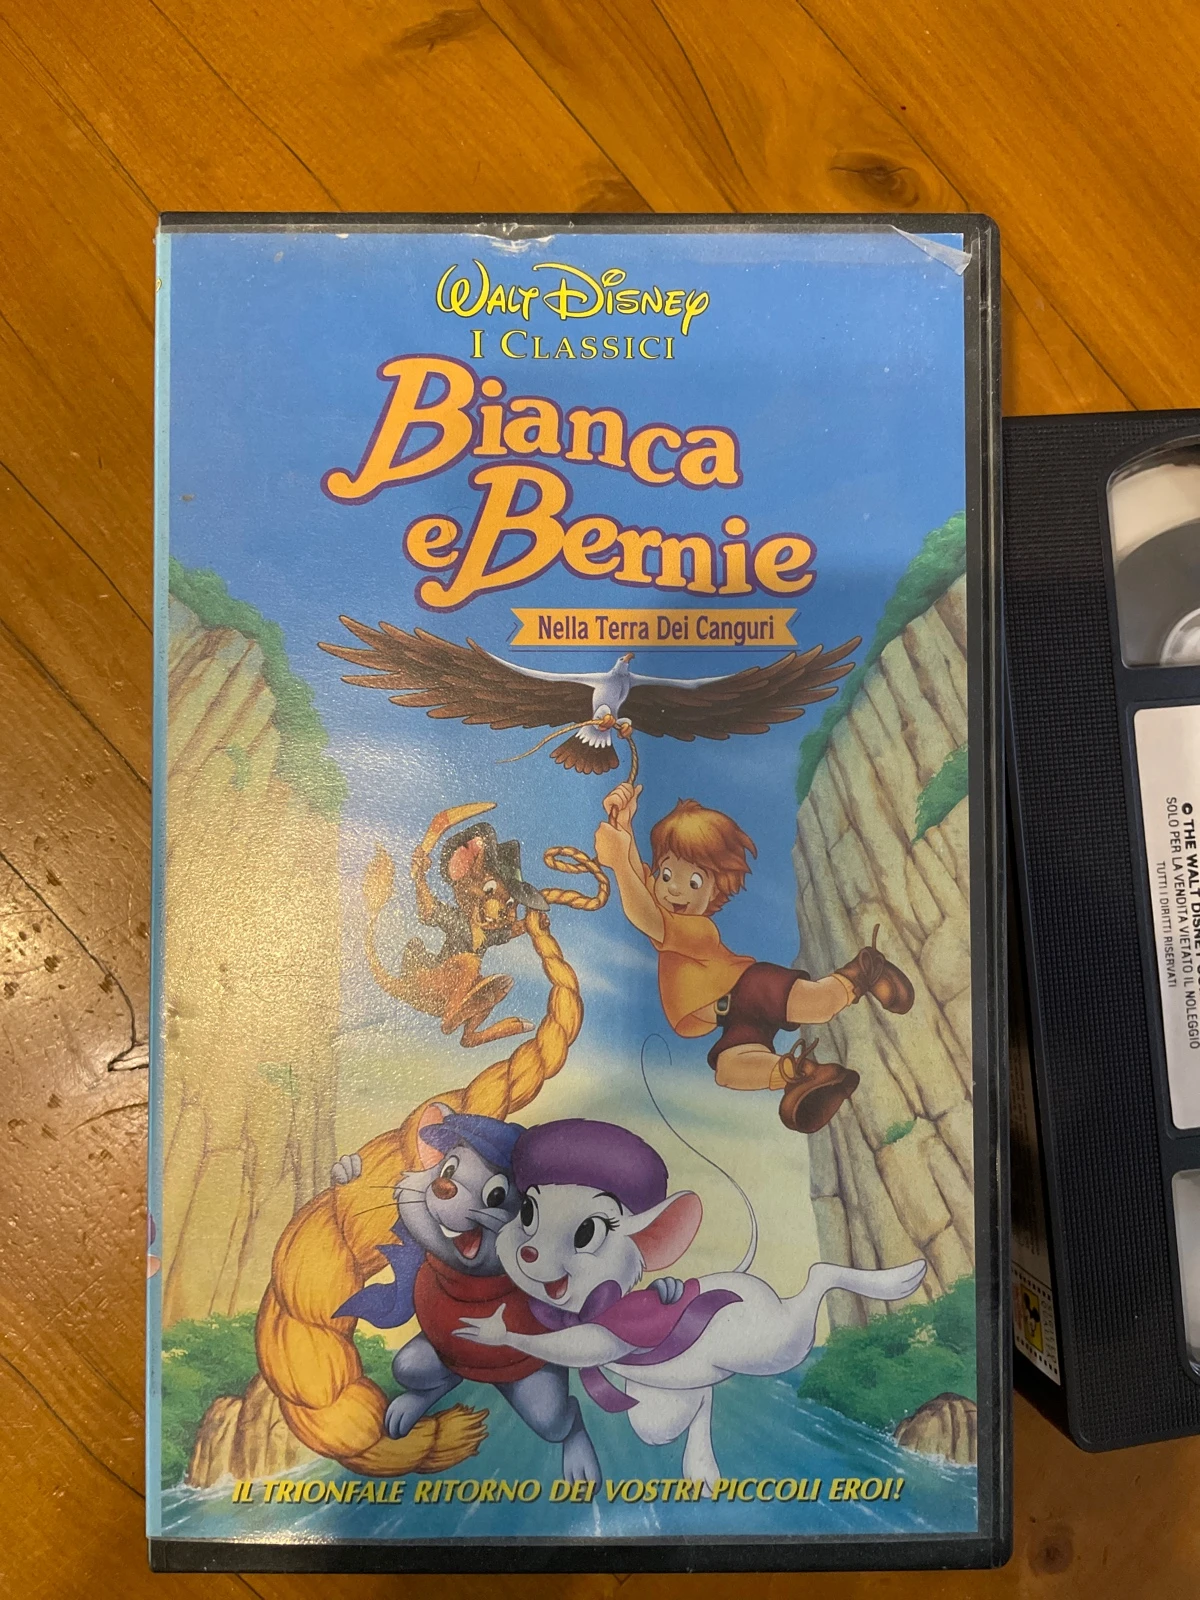 WALT DISNEY
I CLASSICI
Bianca
e Bernie
Nella Terra Dei Canguri
IL TRIONFALE RITORNO DEI VOSTRI PICCOLI EROI!
© THE WALT DISNEY
SOLO PER LA VENDITA VIETATO IL NOLEGGIO
TUTTI I DIRITTI RISERVATI